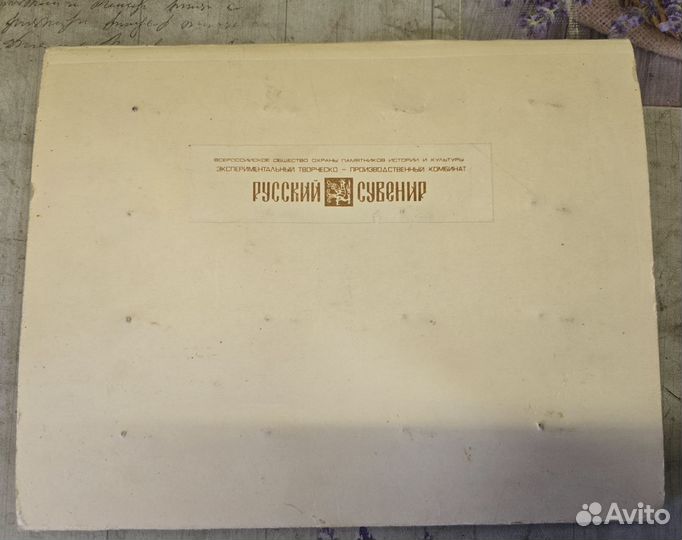 ВСЕРОССИЙСКОЕ ОБЩЕСТВО ОХРАНЫ ПАМЯТНИКОВ ИСТОРИИ И КУЛЬТУРЫ
ЭКСПЕРИМЕНТАЛЬНЫЙ ТВОРЧЕСКО - ПРОИЗВОДСТВЕННЫЙ КОМБИНАТ
РУССКИЙ СУВЕНИР
Avito